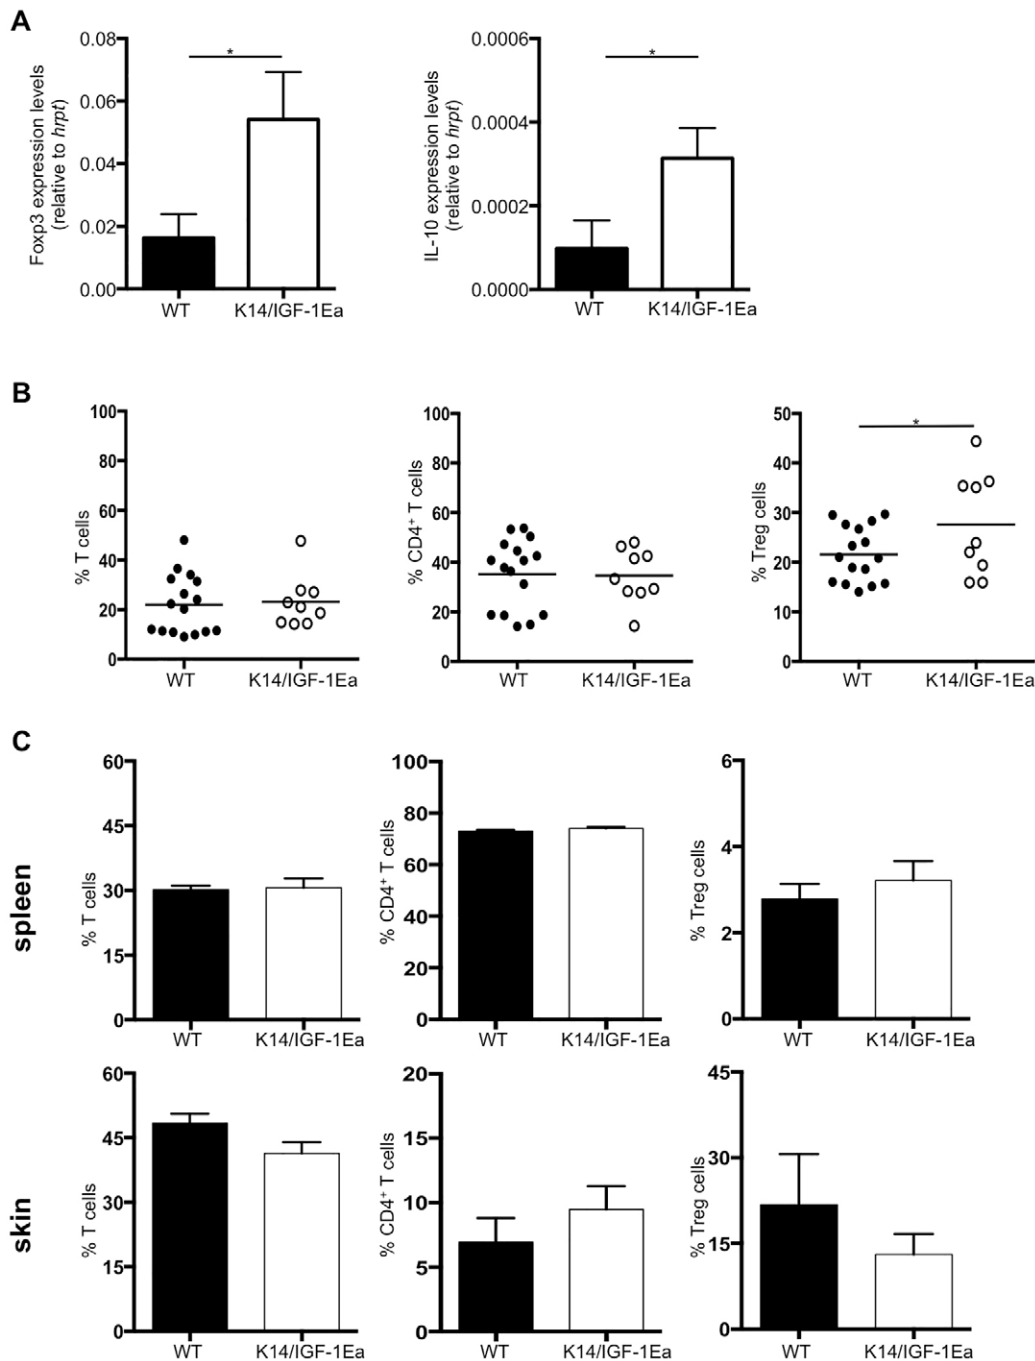 A
Foxp3 expression levels
(relative to hrpt)
0.08
0.06
0.04
0.02
0.00
*
WT
K14/IGF-1Ea
IL-10 expression levels
(relative to hrpt)
0.0006
0.0004
0.0002
0.0000
*
WT
K14/IGF-1Ea
B
% T cells
100
80
60
40
20
0
WT
K14/IGF-1Ea
% CD4⁺ T cells
100
80
60
40
20
0
WT
K14/IGF-1Ea
% Treg cells
50
40
30
20
10
0
*
WT
K14/IGF-1Ea
C
spleen
% T cells
60
45
30
15
0
WT
K14/IGF-1Ea
% CD4⁺ T cells
100
80
60
40
20
0
WT
K14/IGF-1Ea
% Treg cells
6
4
2
0
WT
K14/IGF-1Ea
skin
% T cells
60
45
30
15
0
WT
K14/IGF-1Ea
% CD4⁺ T cells
20
15
10
5
0
WT
K14/IGF-1Ea
% Treg cells
45
30
15
0
WT
K14/IGF-1Ea